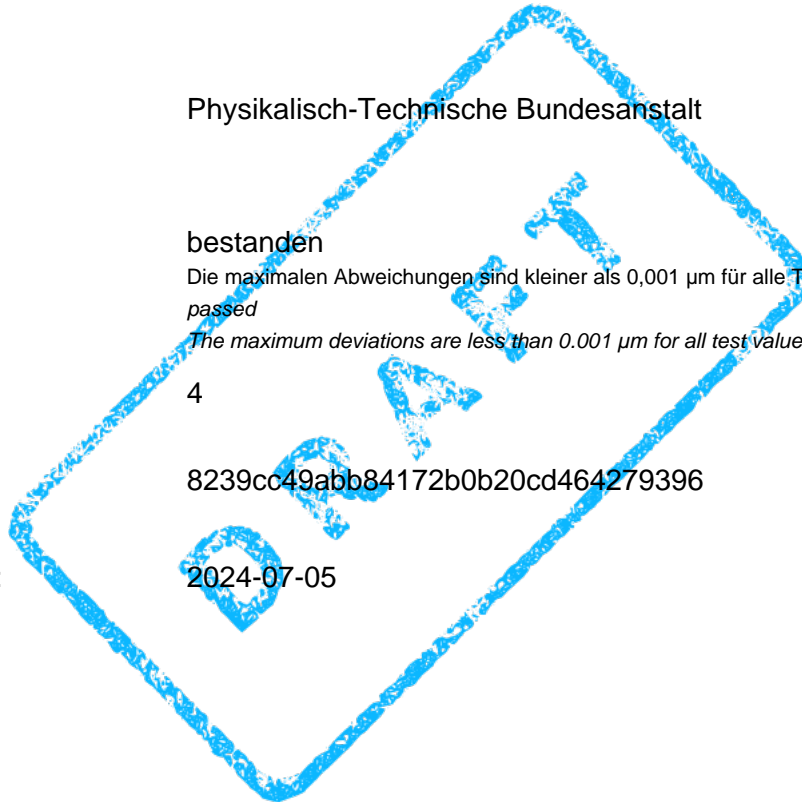 Physikalisch-Technische Bundesanstalt
bestanden
Die maximalen Abweichungen sind kleiner als 0,001 µm für alle
passed
The maximum deviations are less than 0.001 µm for all test value
4
8239cc49abb84172b0b20cd464279396
2024-07-05
DRAFT